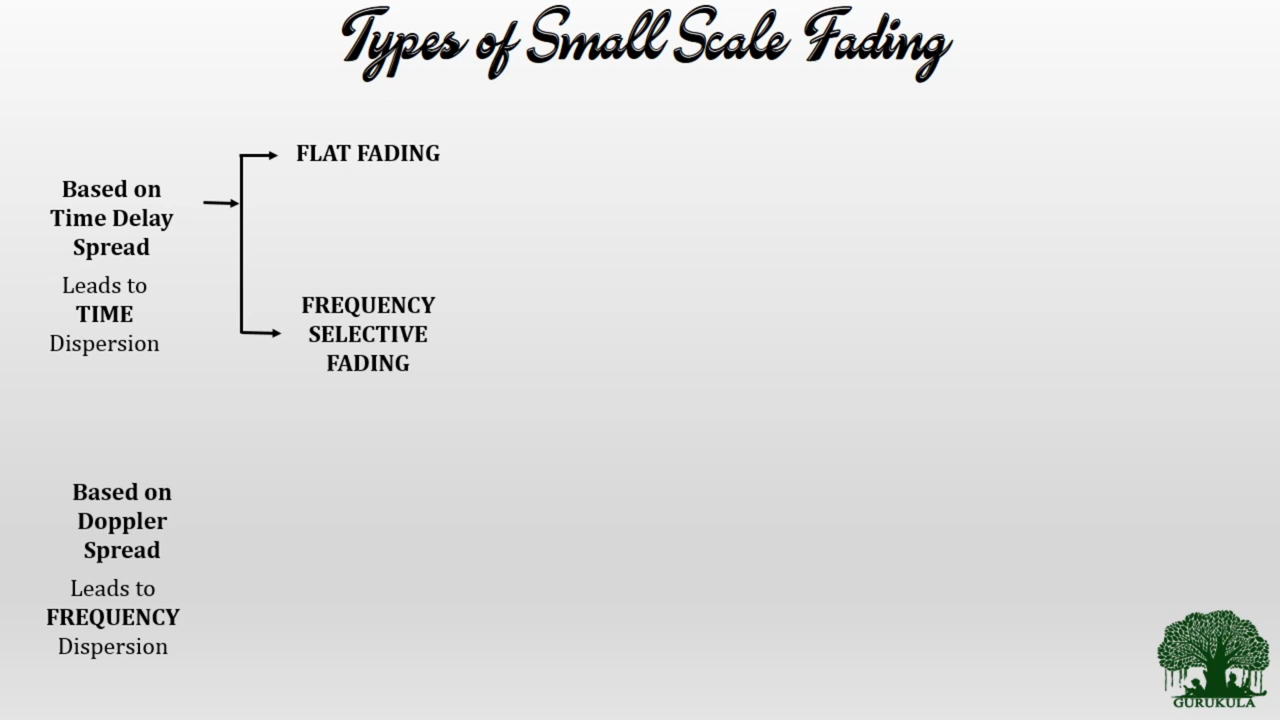 Types of Small Scale Fading
FLAT FADING
Based on
Time Delay
Spread
Leads to
TIME
Dispersion
FREQUENCY
SELECTIVE
FADING
Based on
Doppler
Spread
Leads to
FREQUENCY
Dispersion
GURUKULA